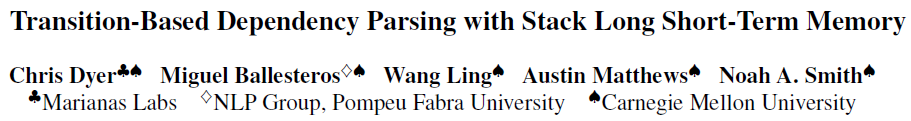 Transition-Based Dependency Parsing with Stack Long Short-Term Memory
Chris Dyer♣♠ Miguel Ballesteros♢♠ Wang Ling♠ Austin Matthews♠ Noah A. Smith♠
♣Marianas Labs ♢NLP Group, Pompeu Fabra University ♠Carnegie Mellon University